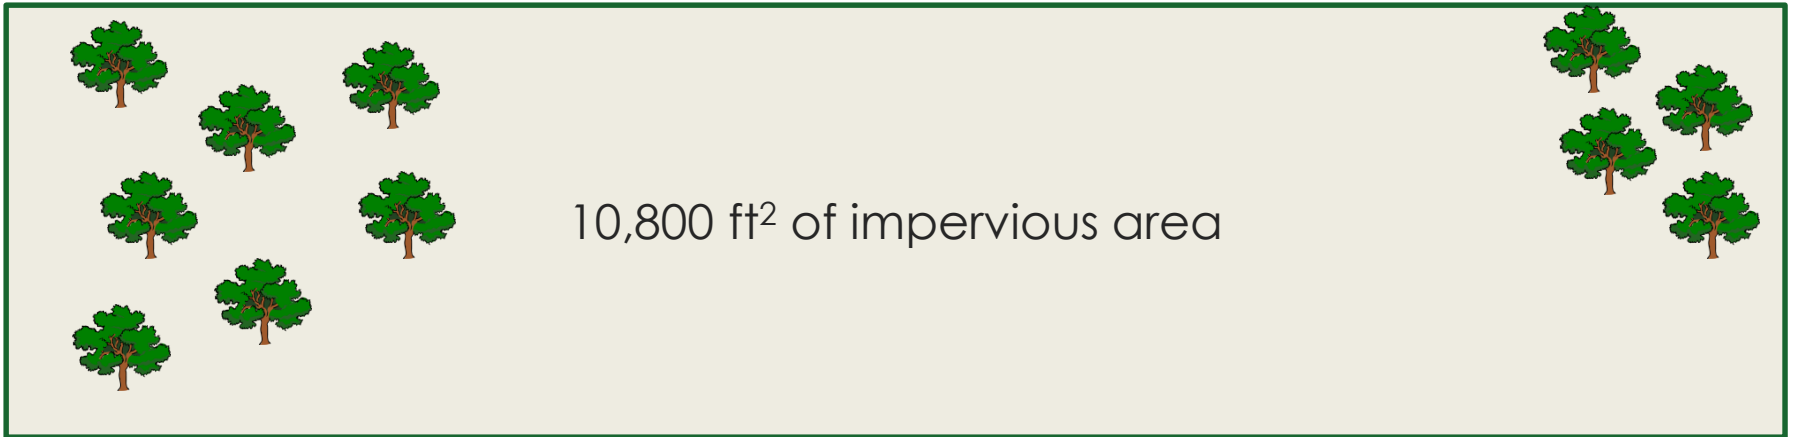 10,800 ft² of impervious area